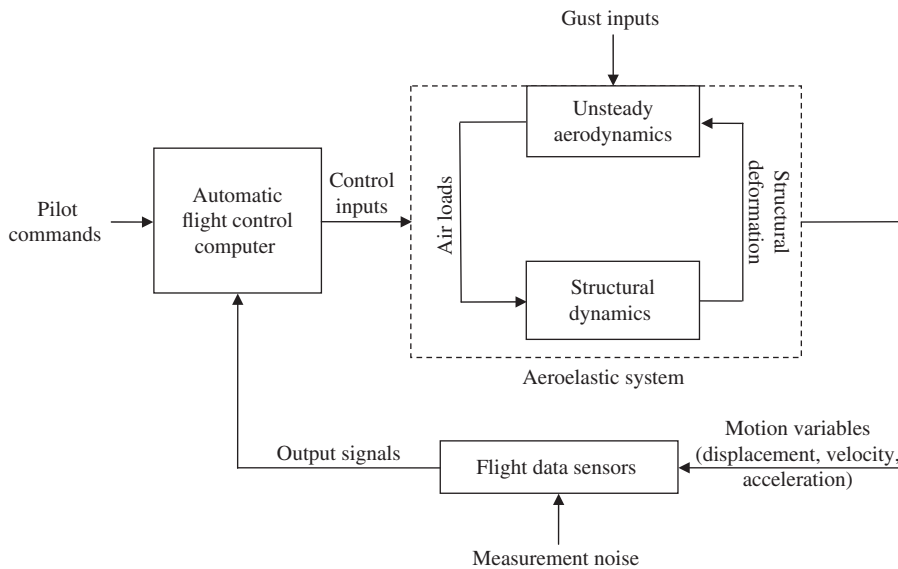 Gust inputs
Unsteady
aerodynamics
Air loads
Structural
deformation
Structural
dynamics
Aeroelastic system
Pilot
commands
Automatic
flight control
computer
Control
inputs
Output signals
Flight data sensors
Motion variables
(displacement, velocity,
acceleration)
Measurement noise